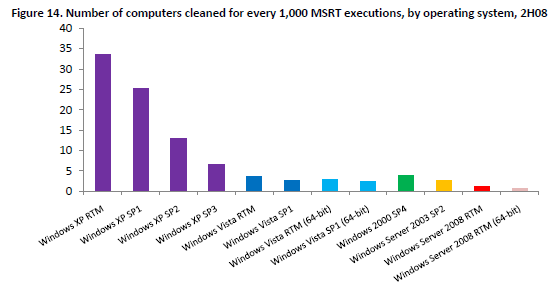 Figure 14. Number of computers cleaned for every 1,000 MSRT executions, by operating system, 2H08
40
35
30
25
20
15
10
5
0
Windows XP RTM
Windows XP SP1
Windows XP SP2
Windows XP SP3
Windows Vista RTM
Windows Vista SP1
Windows Vista RTM (64-bit)
Windows Vista SP1 (64-bit)
Windows 2000 SP4
Windows Server 2003 SP2
Windows Server 2008 RTM
Windows Server 2008 RTM (64-bit)